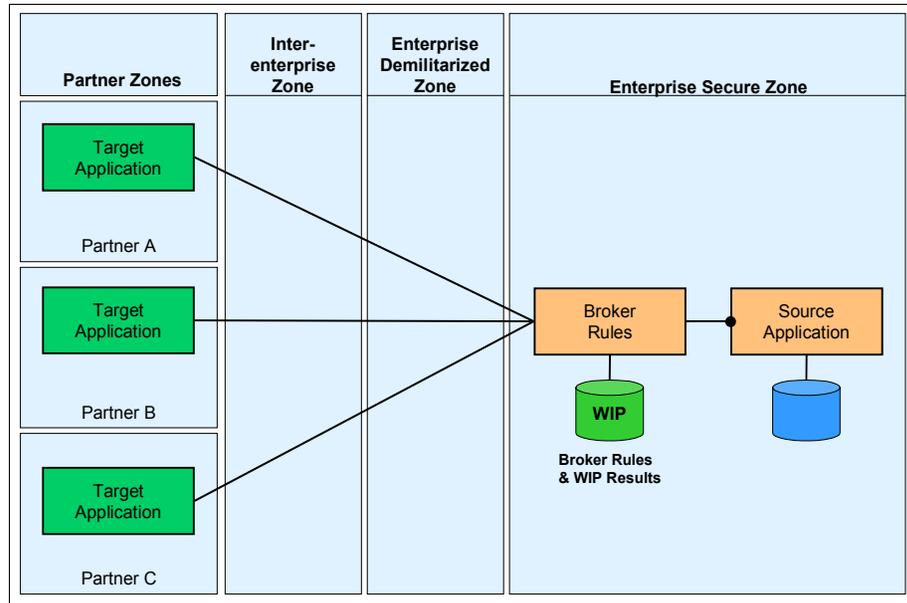 Partner Zones
Inter-
enterprise
Zone
Enterprise
Demilitarized
Zone
Enterprise Secure Zone
Target
Application
Partner A
Target
Application
Partner B
Target
Application
Partner C
Broker
Rules
Source
Application
WIP
Broker Rules
& WIP Results